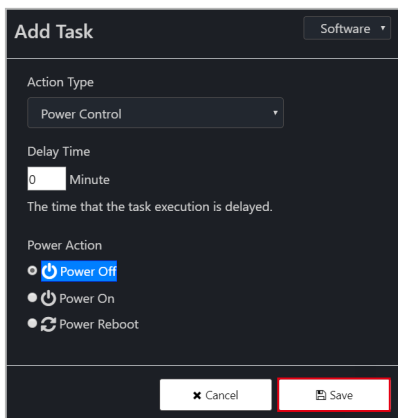 Add Task
Software
Action Type
Power Control
Delay Time
0 Minute
The time that the task execution is delayed.
Power Action
Power Off
Power On
Power Reboot
Cancel
Save